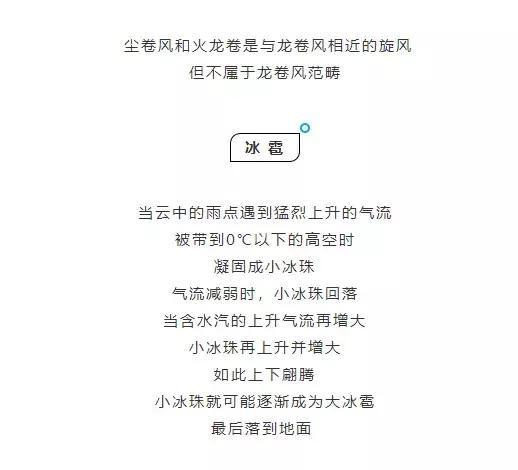 尘卷风和火龙卷是与龙卷风相近的旋风
但不属于龙卷风范畴
冰雹
当云中的雨点遇到猛烈上升的气流
被带到0℃以下的高空时
凝固成小冰珠
气流减弱时，小冰珠回落
当含水汽的上升气流再增大
小冰珠再上升并增大
如此上下翩腾
小冰珠就可能逐渐成为大冰雹
最后落到地面